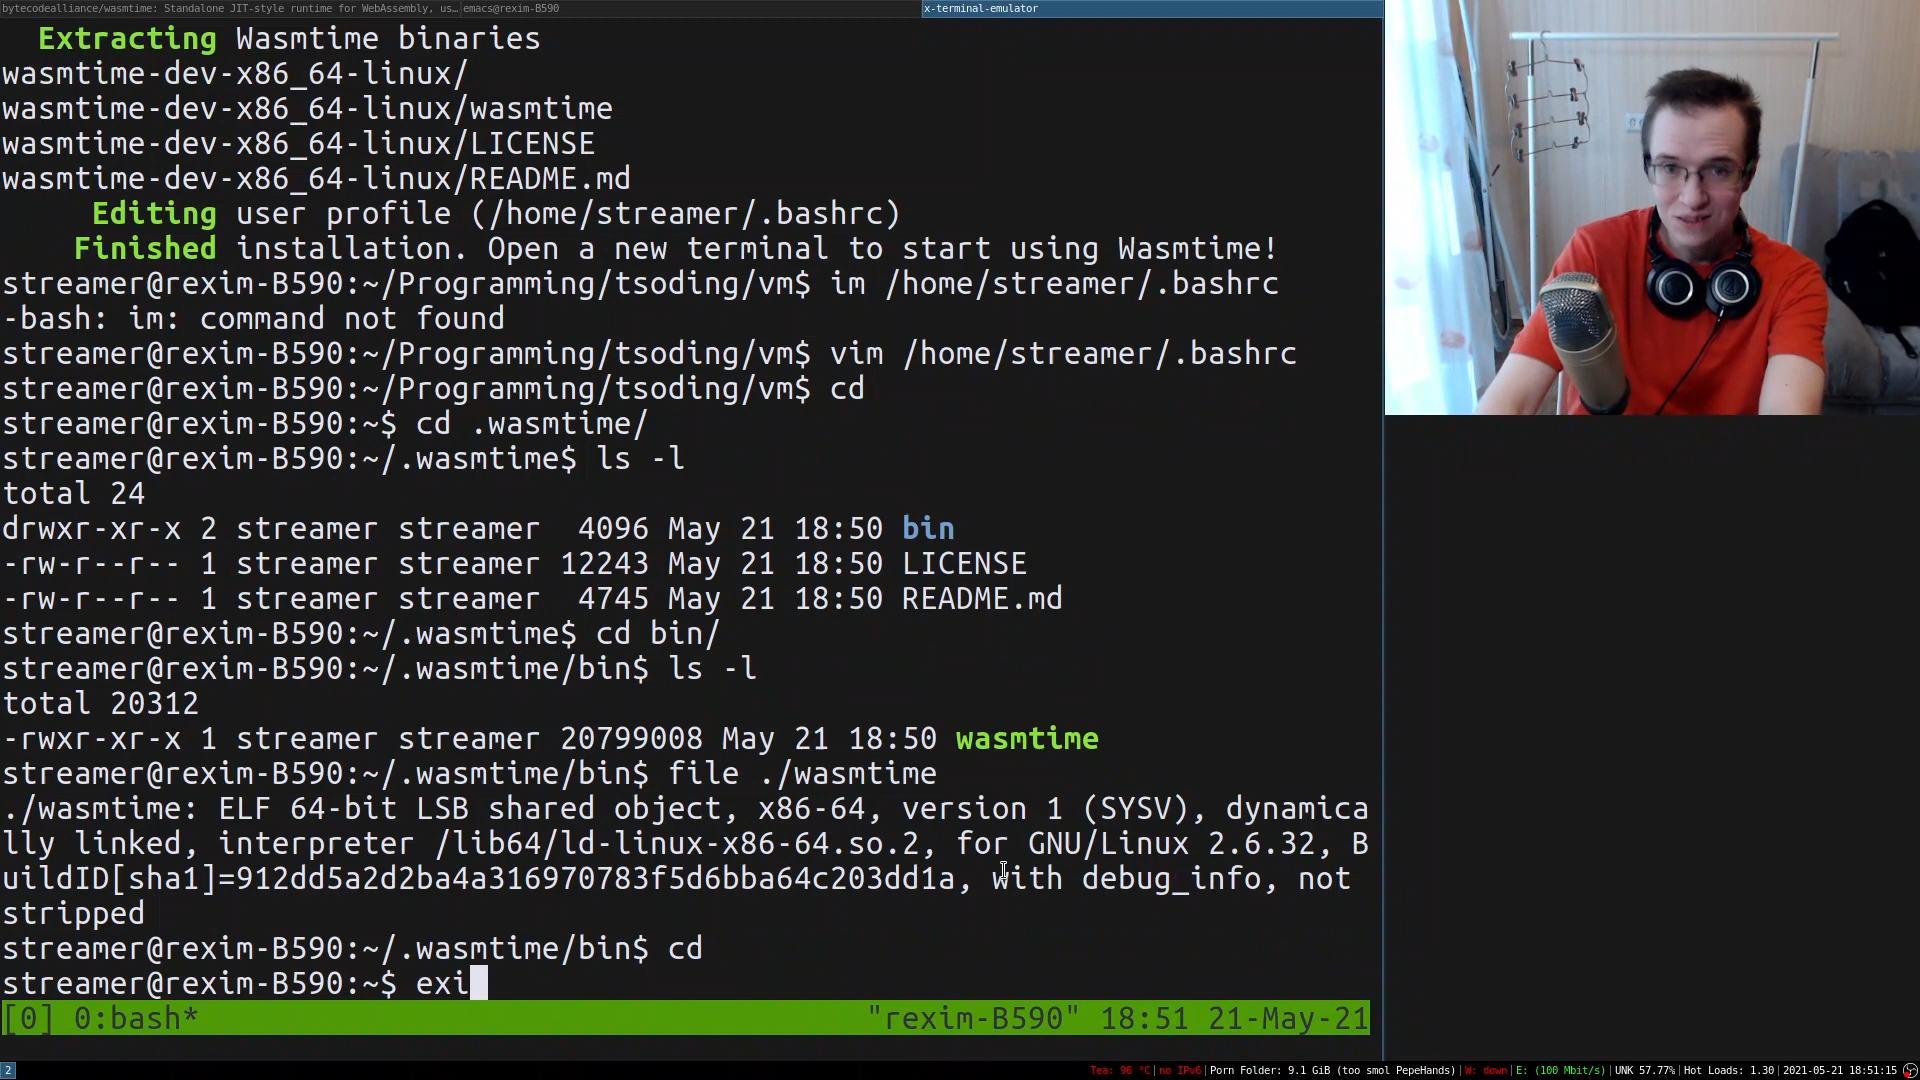 bytecodealliance/wasmtime: Standalone JIT-style runtime for WebAssembly, us… emacs@rexim-B590 x-terminal-emulator
Extracting Wasmtime binaries
wasmtime-dev-x86_64-linux/
wasmtime-dev-x86_64-linux/wasmtime
wasmtime-dev-x86_64-linux/LICENSE
wasmtime-dev-x86_64-linux/README.md
Editing user profile (/home/streamer/.bashrc)
Finished installation. Open a new terminal to start using Wasmtime!
streamer@rexim-B590:~/Programming/tsoding/vm$ im /home/streamer/.bashrc
-bash: im: command not found
streamer@rexim-B590:~/Programming/tsoding/vm$ vim /home/streamer/.bashrc
streamer@rexim-B590:~/Programming/tsoding/vm$ cd
streamer@rexim-B590:~$ cd .wasmtime/
streamer@rexim-B590:~/.wasmtime$ ls -l
total 24
drwxr-xr-x 2 streamer streamer 4096 May 21 18:50 bin
-rw-r--r-- 1 streamer streamer 12243 May 21 18:50 LICENSE
-rw-r--r-- 1 streamer streamer 4745 May 21 18:50 README.md
streamer@rexim-B590:~/.wasmtime$ cd bin/
streamer@rexim-B590:~/.wasmtime/bin$ ls -l
total 20312
-rwxr-xr-x 1 streamer streamer 20799008 May 21 18:50 wasmtime
streamer@rexim-B590:~/.wasmtime/bin$ file ./wasmtime
./wasmtime: ELF 64-bit LSB shared object, x86-64, version 1 (SYSV), dynamica
lly linked, interpreter /lib64/ld-linux-x86-64.so.2, for GNU/Linux 2.6.32, B
uildID[sha1]=912dd5a2d2ba4a316970783f5d6bba64c203dd1a, with debug_info, not
stripped
streamer@rexim-B590:~/.wasmtime/bin$ cd
streamer@rexim-B590:~$ exi
[0] 0:bash* "rexim-B590" 18:51 21-May-21
2 Tea: 96 °C|no IPv6|Porn Folder: 9.1 GiB (too smol PepeHands)|W: down|E: (100 Mbit/s)|UNK 57.77%|Hot Loads: 1.30|2021-05-21 18:51:15